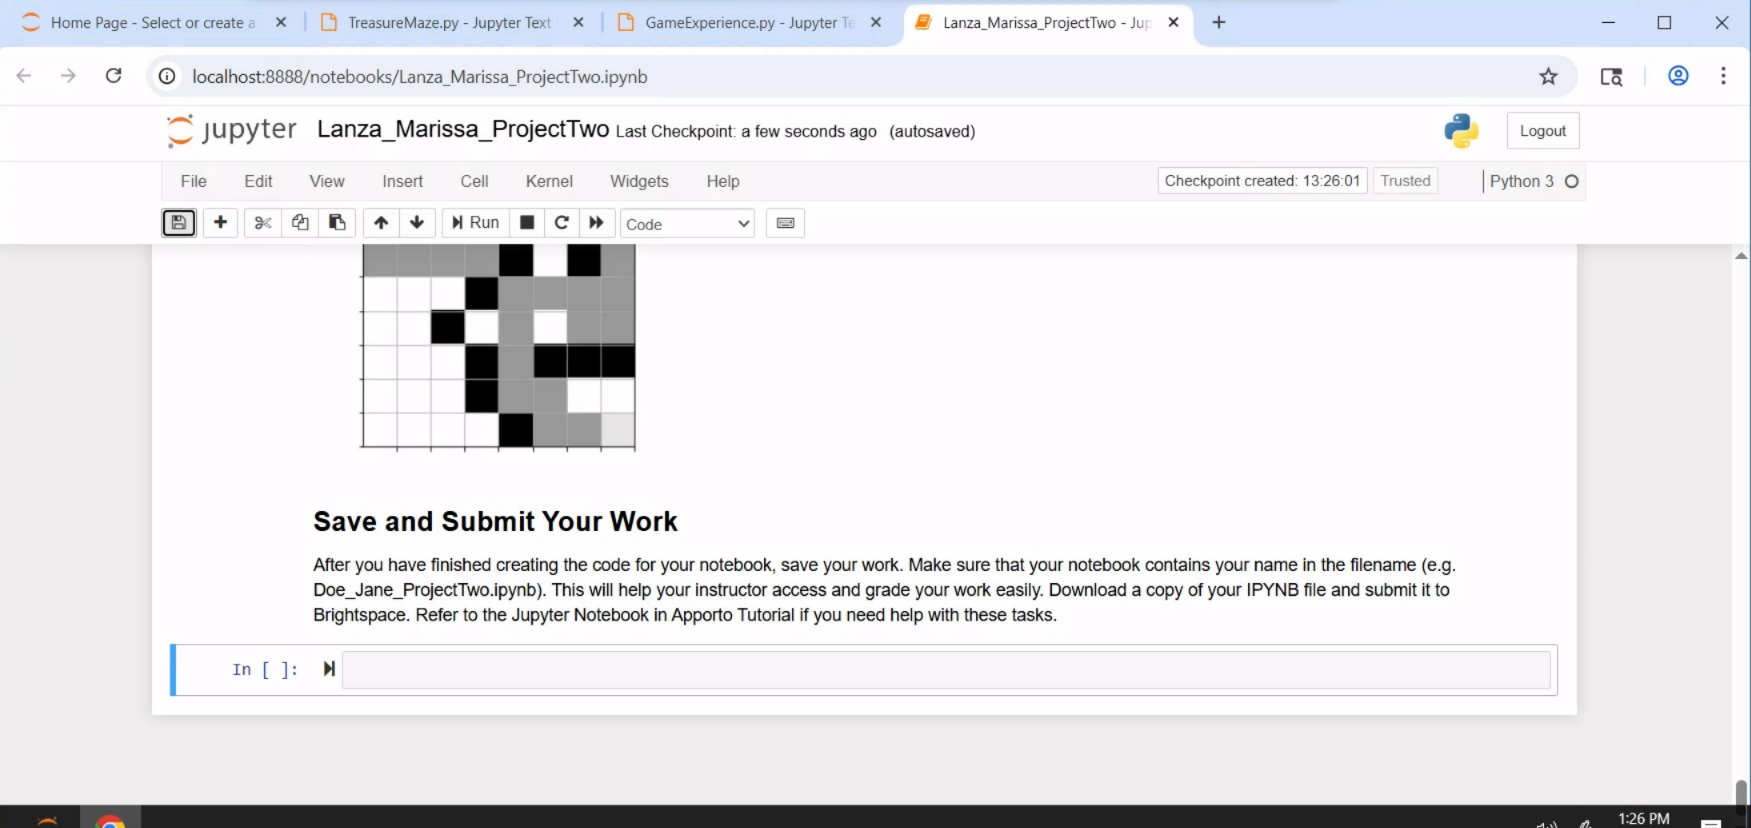 Home Page - Select or create a
TreasureMaze.py - Jupyter Text
GameExperience.py - Jupyter Te
Lanza_Marissa_ProjectTwo - Jup
localhost:8888/notebooks/Lanza_Marissa_ProjectTwo.ipynb
jupyter Lanza_Marissa_ProjectTwo Last Checkpoint: a few seconds ago (autosaved)
Logout
File Edit View Insert Cell Kernel Widgets Help
Checkpoint created: 13:26:01 Trusted
Python 3
Run
Code
Save and Submit Your Work
After you have finished creating the code for your notebook, save your work. Make sure that your notebook contains your name in the filename (e.g.
Doe_Jane_ProjectTwo.ipynb). This will help your instructor access and grade your work easily. Download a copy of your IPYNB file and submit it to
Brightspace. Refer to the Jupyter Notebook in Apporto Tutorial if you need help with these tasks.
In [ ]:
1:26 PM